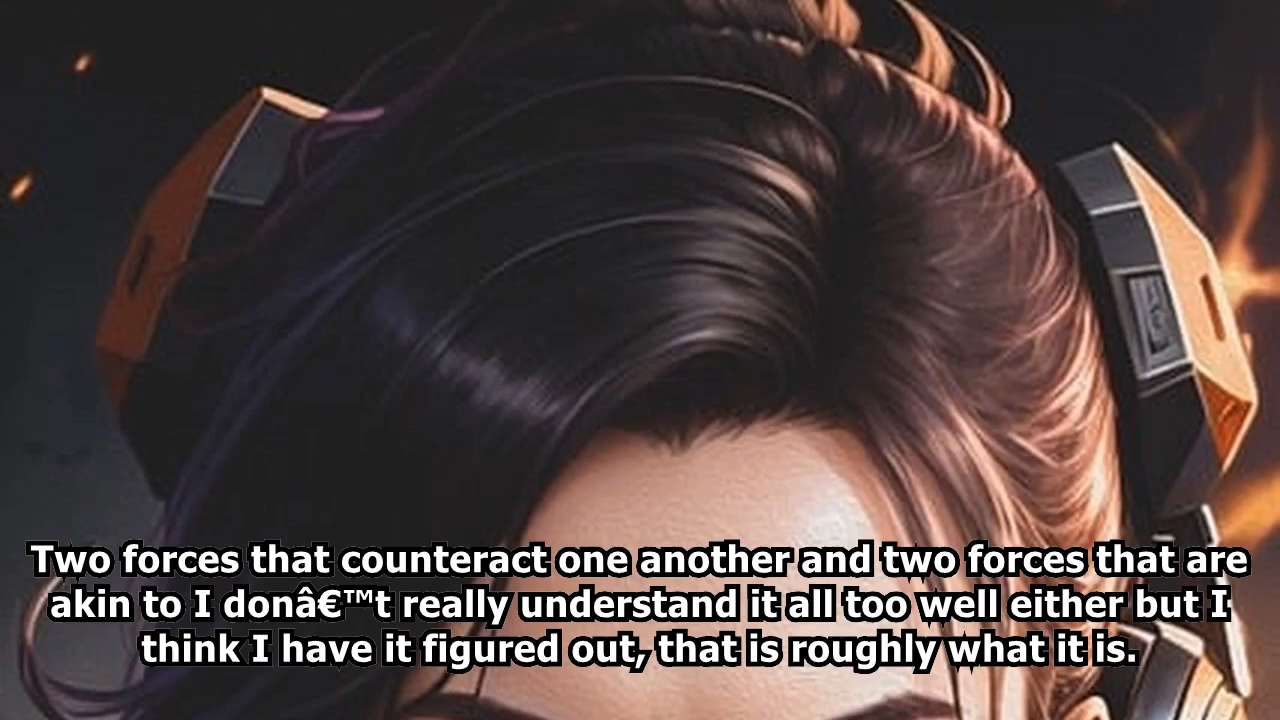 Two forces that counteract one another and two forces that are
akin to I donâ€™t really understand it all too well either but I
think I have it figured out, that is roughly what it is.